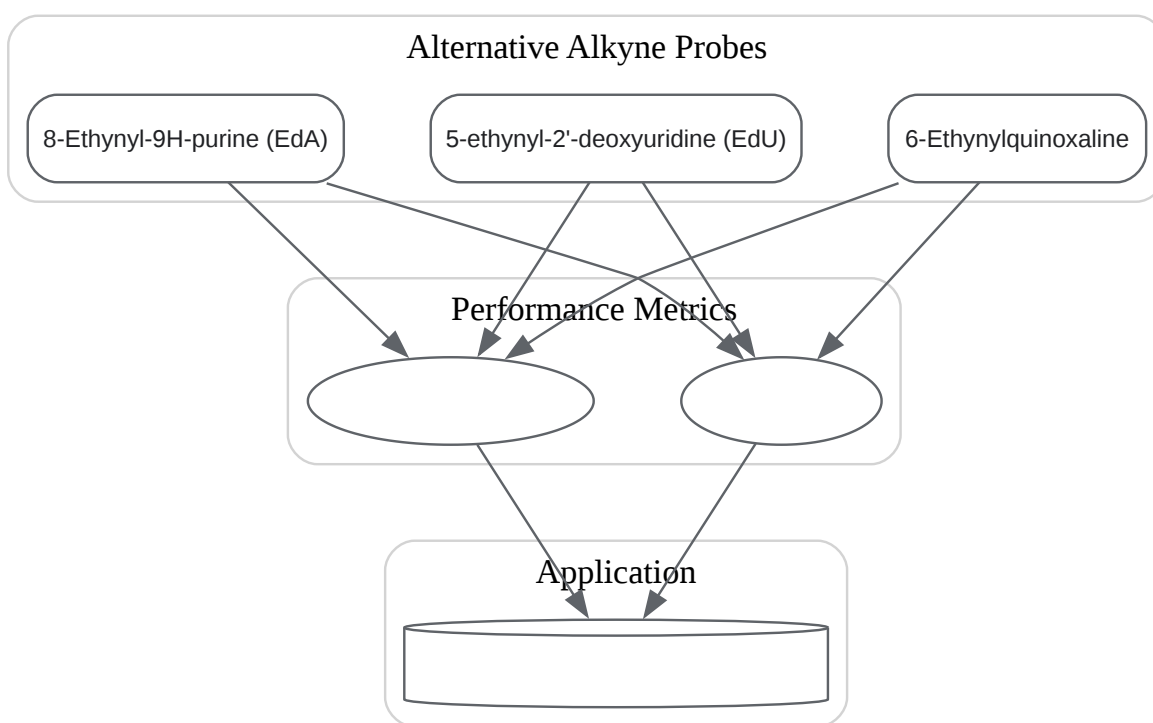 Alternative Alkyne Probes
8-Ethynyl-9H-purine (EdA)
5-ethynyl-2'-deoxyuridine (EdU)
6-Ethynylquinoxaline
Performance Metrics
Application